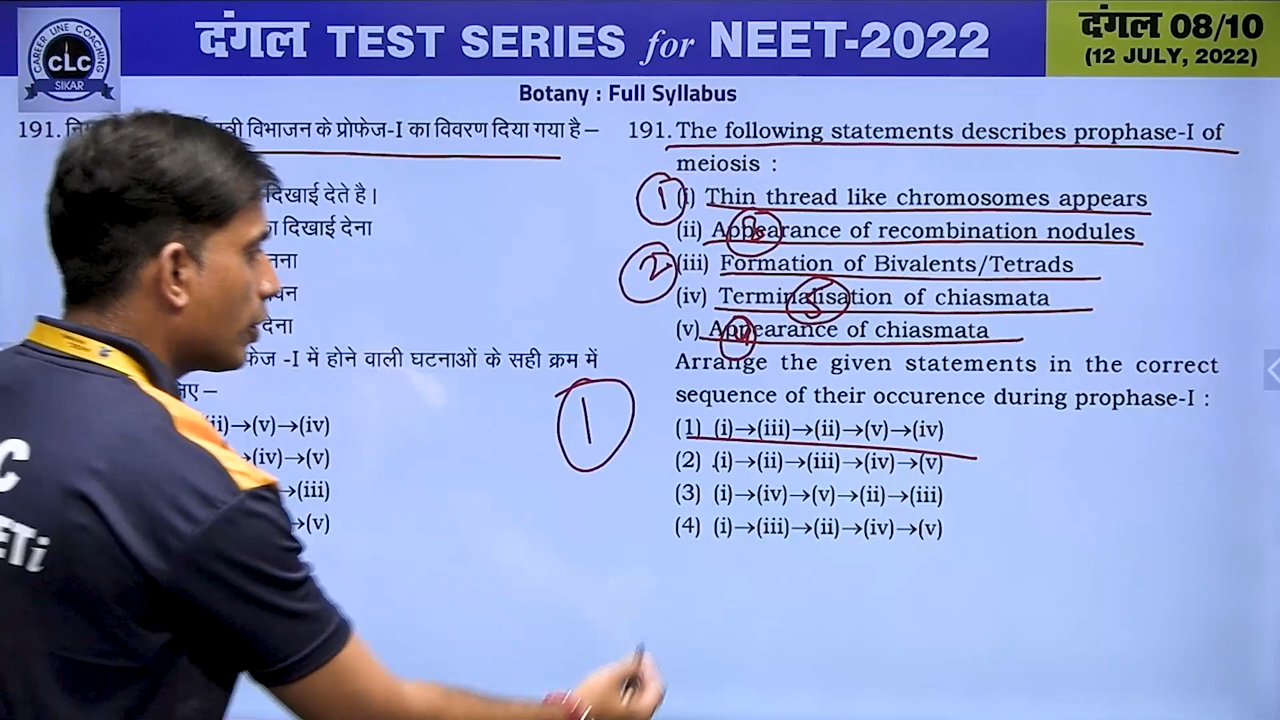 दंगल TEST SERIES for NEET-2022
दंगल 08/10
(12 JULY, 2022)
CAREER LINE COACHING
CLC
SIKAR
Botany : Full Syllabus
191. विभाजन के प्रोफेज-I का विवरण दिया गया है –
दिखाई देते है।
दिखाई देना
देना
-I में होने वाली घटनाओं के सही क्रम में
→(v)→(iv)
→(iv)→(v)
→(iii)
→(v)
191. The following statements describes prophase-I of
meiosis :
1 (i) Thin thread like chromosomes appears
(ii) Appearance of recombination nodules 3
2 (iii) Formation of Bivalents/Tetrads
(iv) Terminalisation of chiasmata 5
(v) Appearance of chiasmata 4
Arrange the given statements in the correct
sequence of their occurence during prophase-I :
1
(1) (i)→(iii)→(ii)→(v)→(iv)
(2) (i)→(ii)→(iii)→(iv)→(v)
(3) (i)→(iv)→(v)→(ii)→(iii)
(4) (i)→(iii)→(ii)→(iv)→(v)
C
ETi